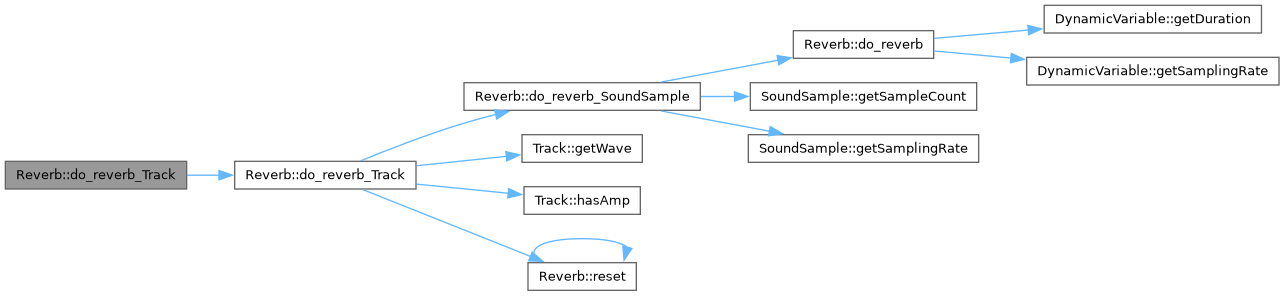 Reverb::do_reverb_Track
Reverb::do_reverb_Track
Reverb::do_reverb_SoundSample
Reverb::do_reverb
DynamicVariable::getDuration
DynamicVariable::getSamplingRate
SoundSample::getSampleCount
SoundSample::getSamplingRate
Track::getWave
Track::hasAmp
Reverb::reset